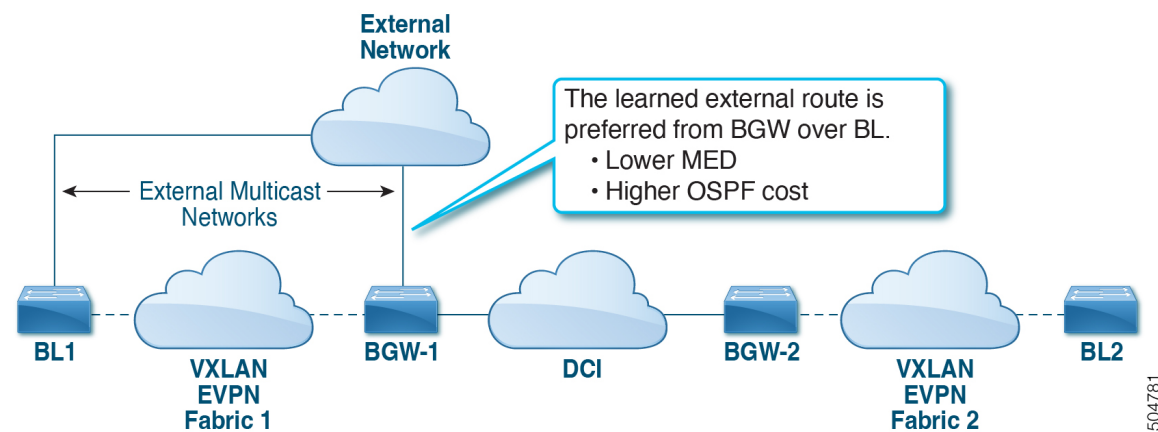 External
Network
The learned external route is
preferred from BGW over BL.
• Lower MED
• Higher OSPF cost
External Multicast
Networks
BL1
VXLAN
EVPN
Fabric 1
BGW-1
DCI
BGW-2
VXLAN
EVPN
Fabric 2
BL2
504781